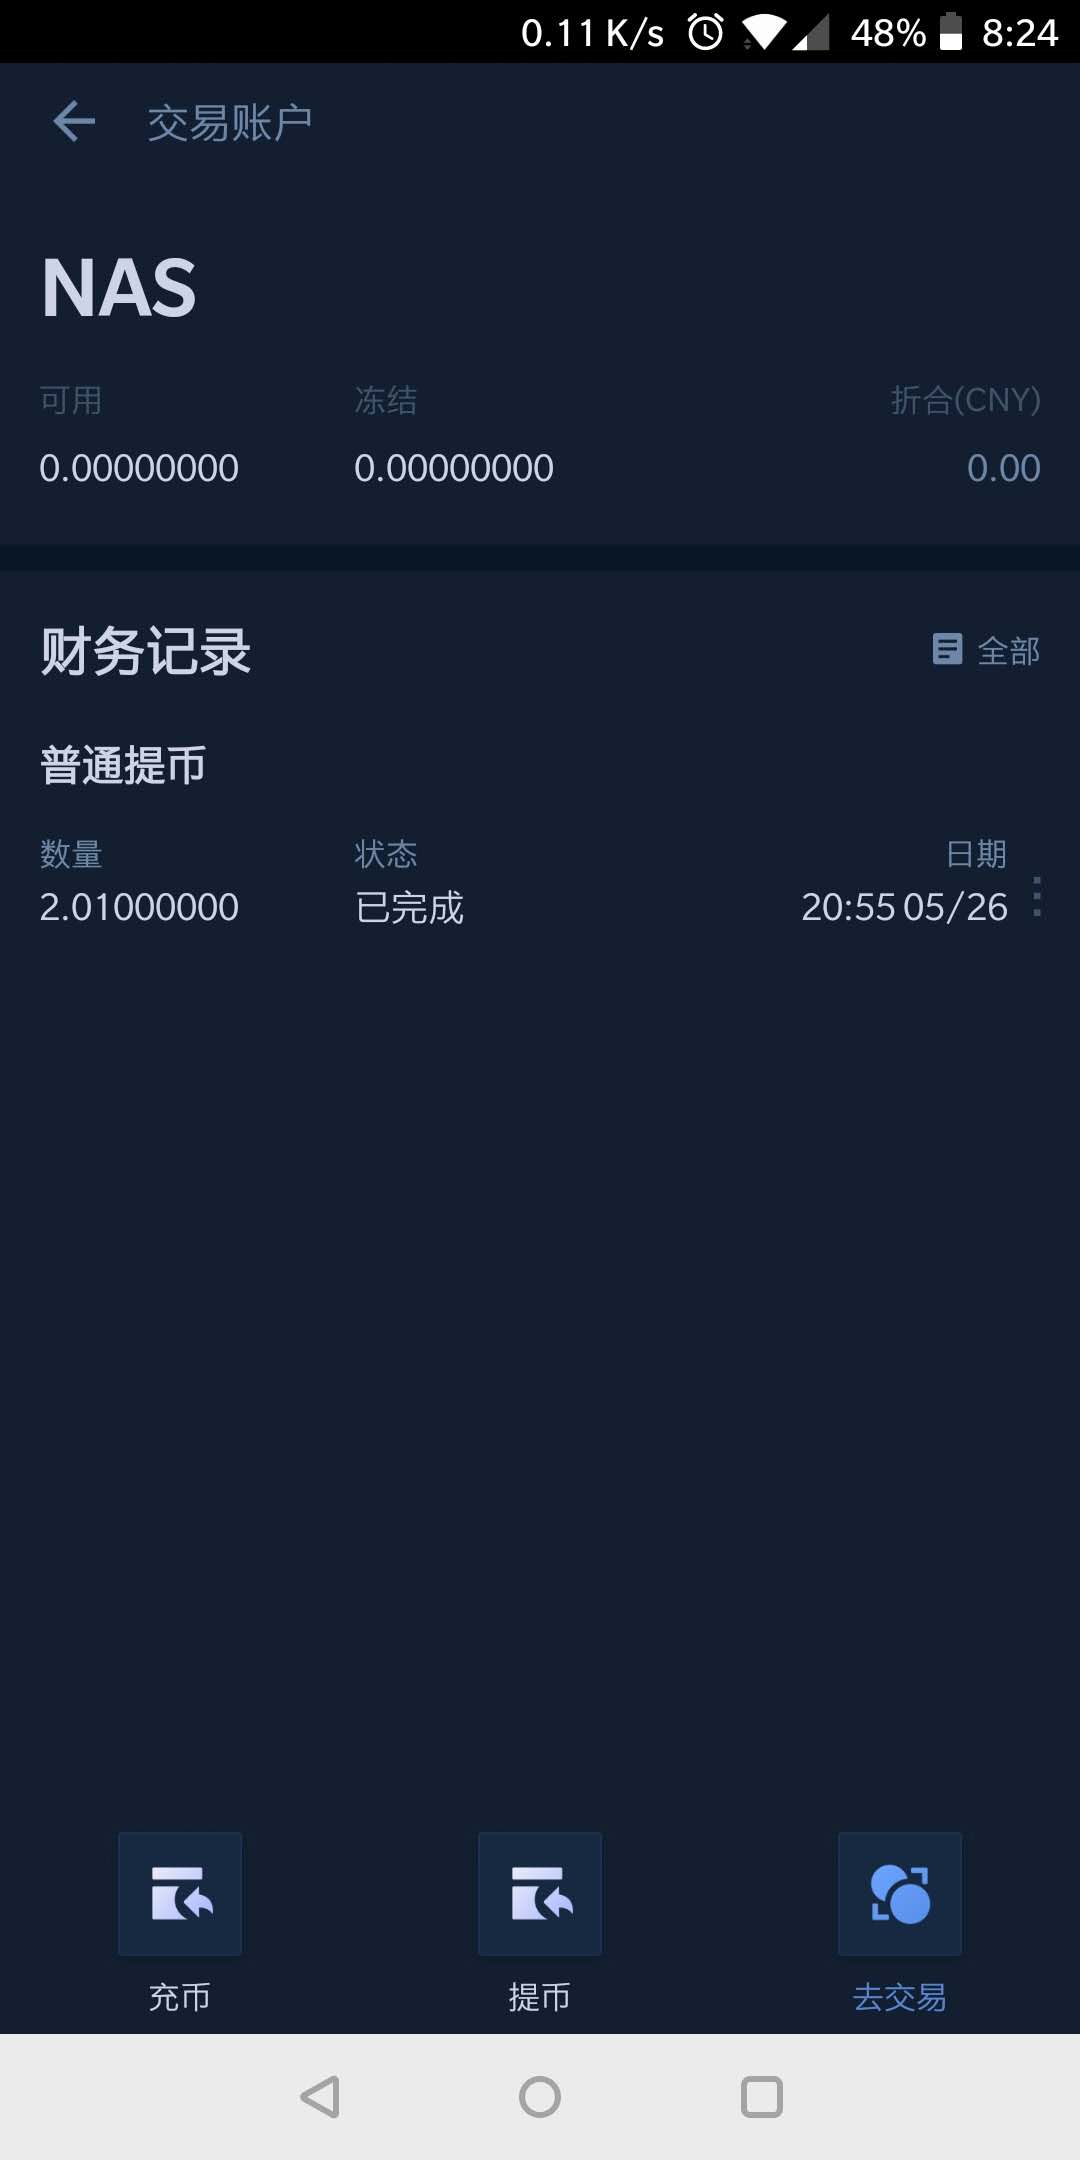 0.11 K/s 48% 8:24
交易账户
NAS
可用 冻结 折合(CNY)
0.00000000 0.00000000 0.00
财务记录 全部
普通提币
数量 状态 日期
2.01000000 已完成 20:55 05/26
充币 提币 去交易